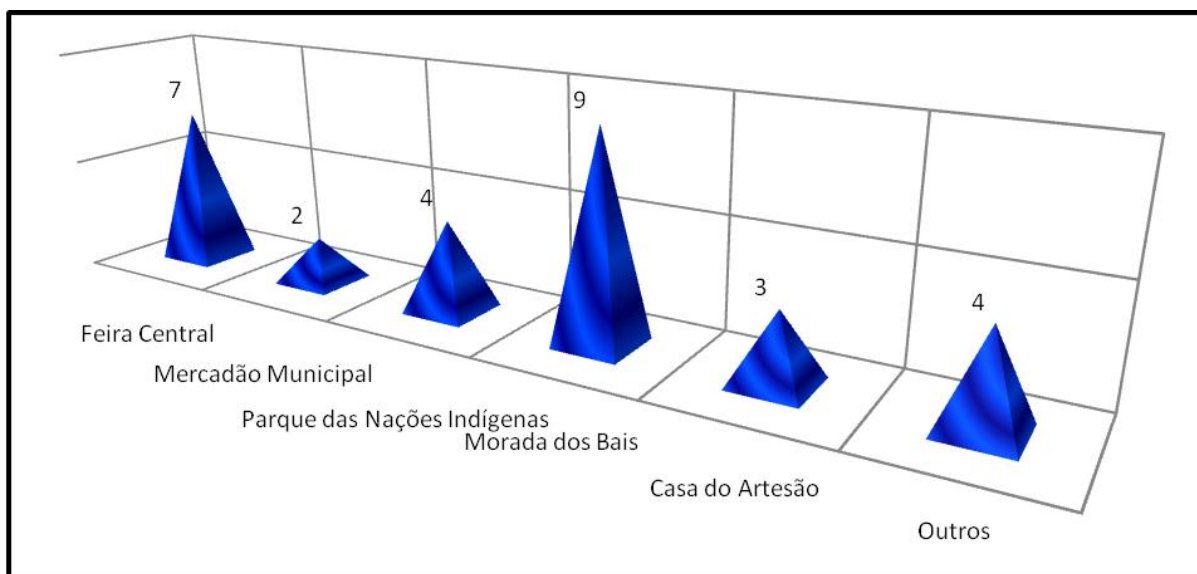 7
2
4
9
3
4
Feira Central
Mercadão Municipal
Parque das Nações Indígenas
Morada dos Bais
Casa do Artesão
Outros